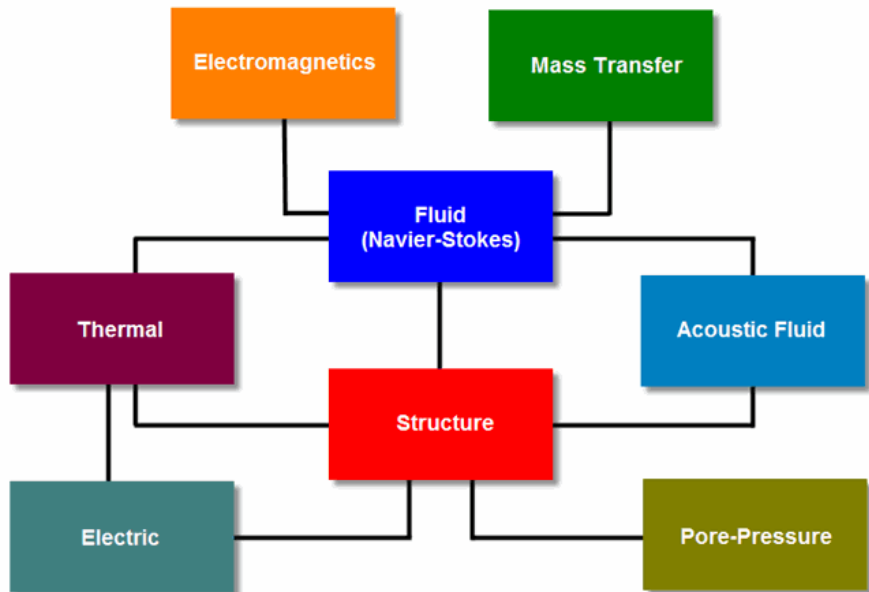 Electromagnetics
Mass Transfer
Fluid
(Navier-Stokes)
Thermal
Acoustic Fluid
Structure
Electric
Pore-Pressure